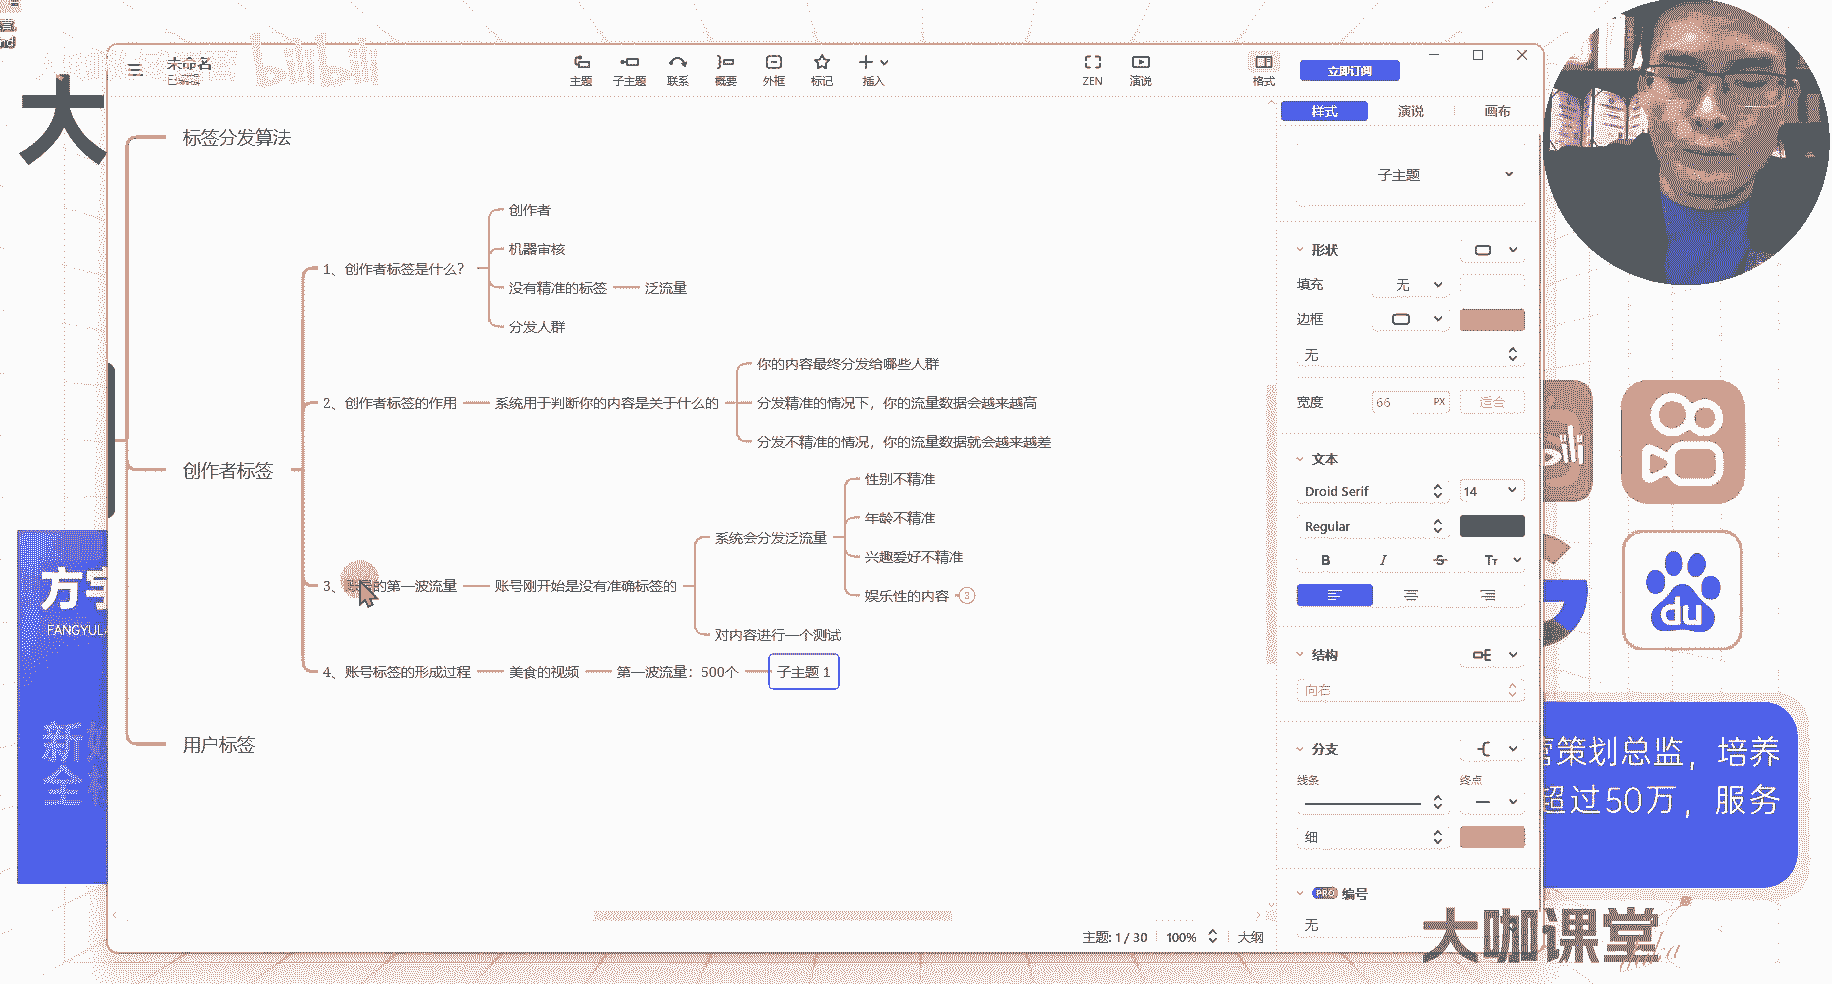 未命名
已编辑
主题
子主题
联系
概要
外框
标记
插入
ZEN
演说
格式
立即订阅
bilibili
大
标签分发算法
创作者标签
用户标签
1、创作者标签是什么？
创作者
机器审核
没有精准的标签
泛流量
分发人群
2、创作者标签的作用
系统用于判断你的内容是关于什么的
你的内容最终分发给哪些人群
分发精准的情况下，你的流量数据会越来越高
分发不精准的情况，你的流量数据就会越来越差
3、账号的第一波流量
账号刚开始是没有准确标签的
系统会分发泛流量
性别不精准
年龄不精准
兴趣爱好不精准
娱乐性的内容
3
对内容进行一个测试
4、账号标签的形成过程
美食的视频
第一波流量：500个
子主题 1
样式
演说
画布
子主题
形状
填充
无
边框
无
宽度
66
PX
适合
文本
Droid Serif
14
Regular
B
I
S
Tт
结构
向右
分支
线条
终点
细
PRO
编号
无
主题: 1 / 30
100%
大纲
方宇
FANGYUL
新
全
du
营策划总监，培养
超过50万，服务
大咖课堂